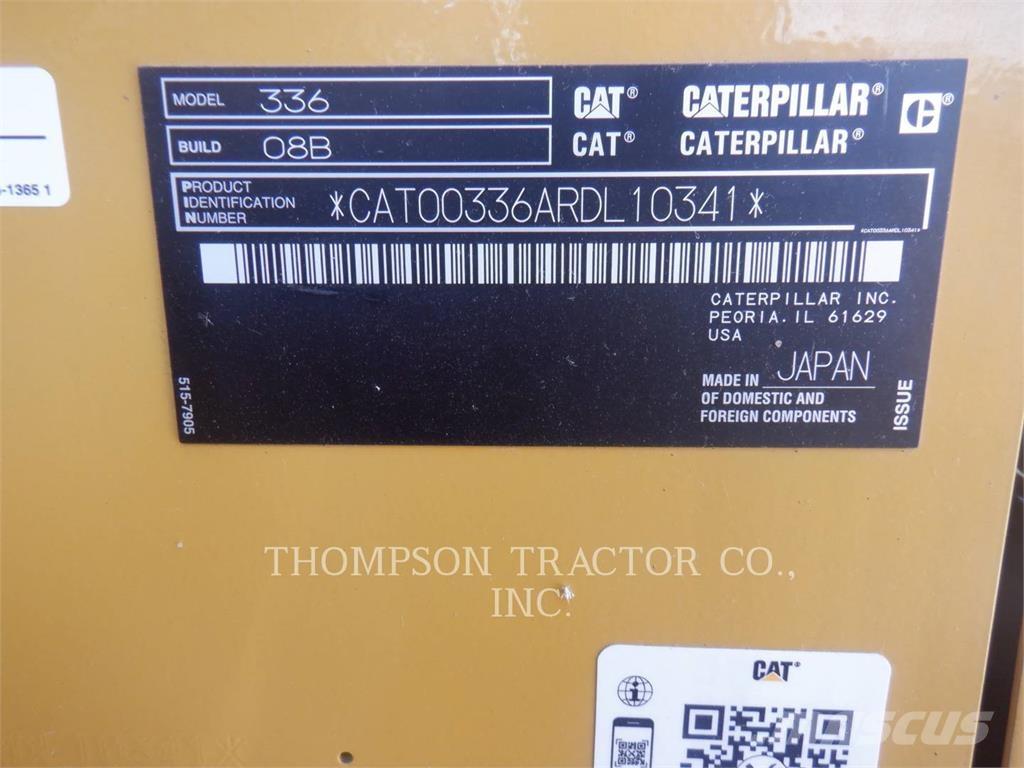 MODEL 336
CAT® CATERPILLAR®
BUILD 08B
CAT® CATERPILLAR®
PRODUCT
IDENTIFICATION
NUMBER
*CAT00336ARDL10341*
*CAT00336ARDL10341*
CATERPILLAR INC.
PEORIA. IL 61629
USA
MADE IN JAPAN
OF DOMESTIC AND
FOREIGN COMPONENTS
ISSUE
515-7905
-1365 1
THOMPSON TRACTOR CO.,
INC.
CAT®